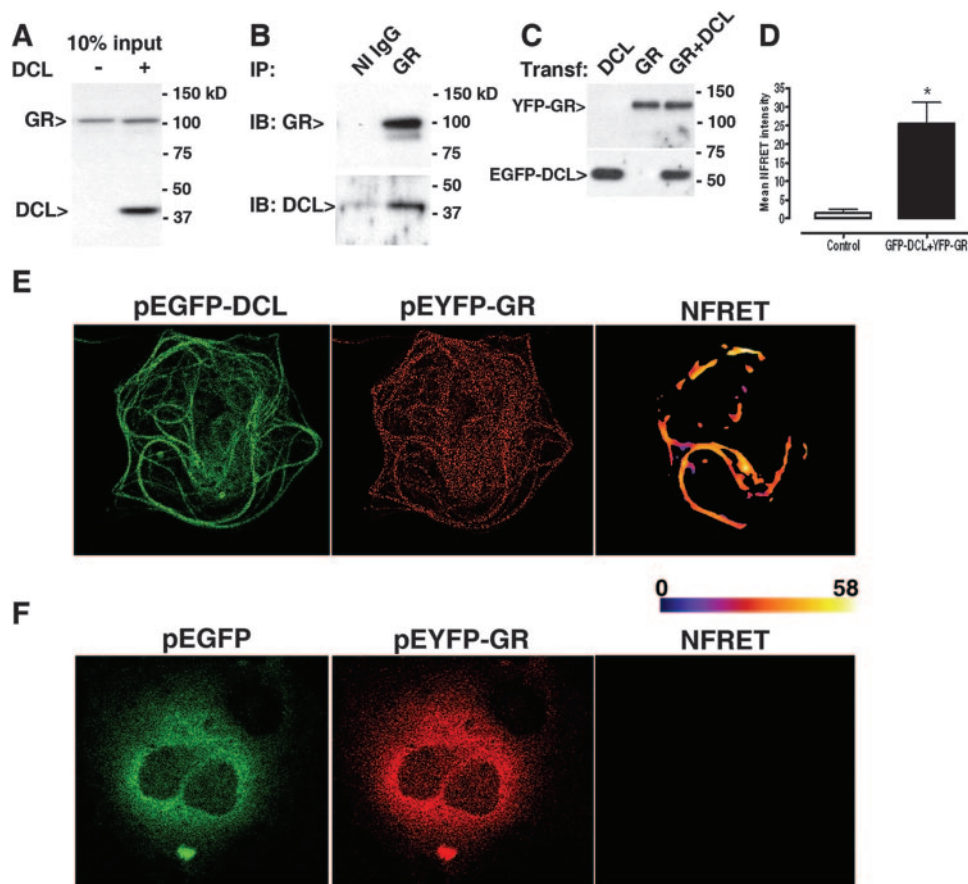 A
10% input
DCL - +
GR>
DCL>
- 150 kD
- 100
- 75
- 50
- 37
B
IP: NI IgG GR
IB: GR>
IB: DCL>
- 150 kD
- 100
75
- 50
- 37
C
Transf: DCL GR GR+DCL
YFP-GR>
EGFP-DCL>
- 150
- 100
- 75
- 50
D
Mean NFRET intensity
35
30
25
20
15
10
5
0
*
Control
GFP-DCL+YFP-GR
E
pEGFP-DCL
pEYFP-GR
NFRET
0 58
F
pEGFP
pEYFP-GR
NFRET